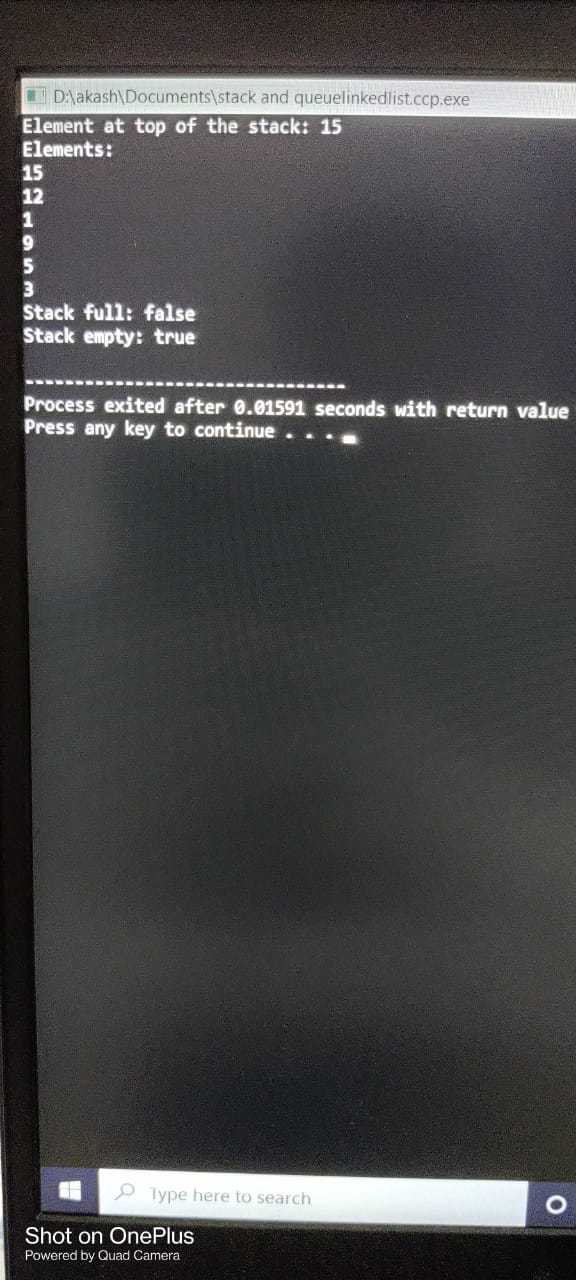 D:\akash\Documents\stack and queuelinkedlist.ccp.exe
Element at top of the stack: 15
Elements:
15
12
1
9
5
3
Stack full: false
Stack empty: true
--------------------------------
Process exited after 0.01591 seconds with return value
Press any key to continue . . .
Type here to search
Shot on OnePlus
Powered by Quad Camera